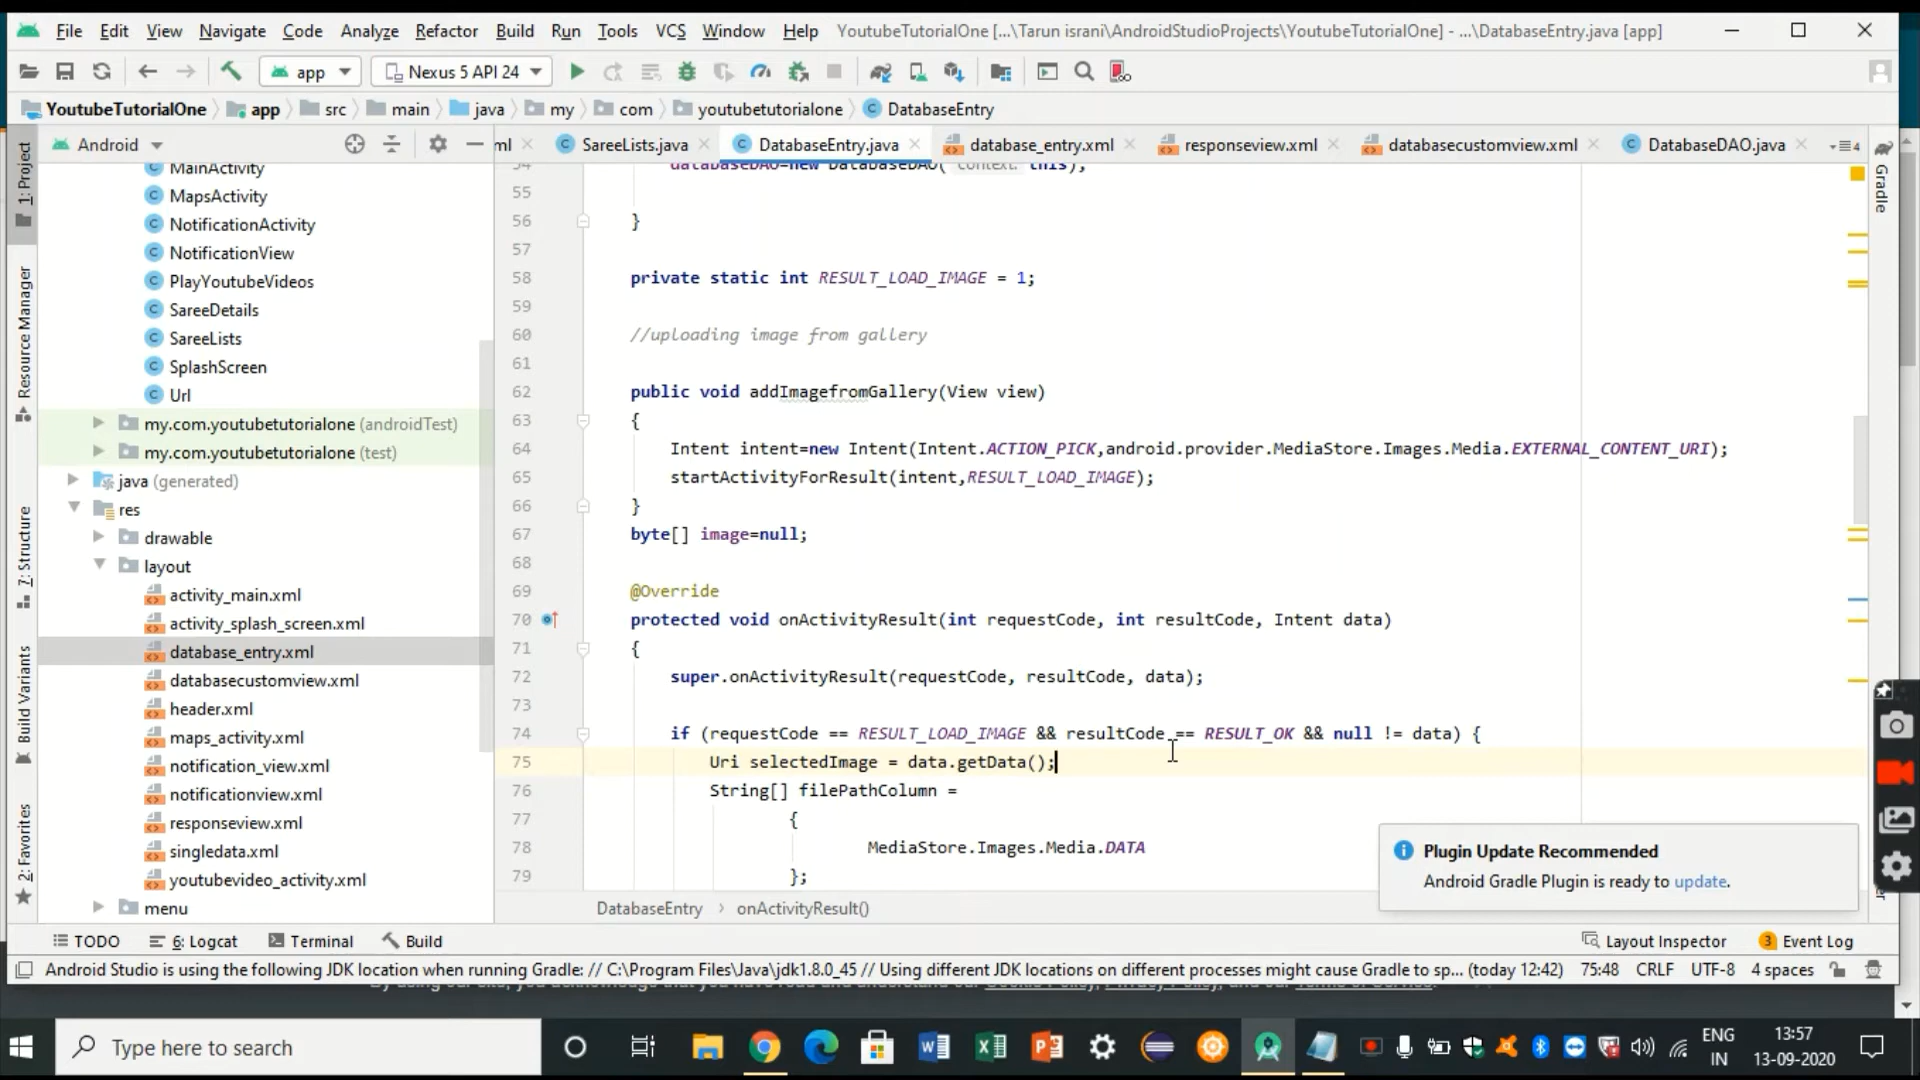 File Edit View Navigate Code Analyze Refactor Build Run Tools VCS Window Help YoutubeTutorialOne [...\Tarun israni\AndroidStudioProjects\YoutubeTutorialOne] - ...\DatabaseEntry.java [app]
app Nexus 5 API 24
YoutubeTutorialOne app src main java my com youtubetutorialone DatabaseEntry
Android
ml SareeLists.java DatabaseEntry.java database_entry.xml responseview.xml databasecustomview.xml DatabaseDAO.java 4
1: Project
Resource Manager
7: Structure
Build Variants
2: Favorites
MainActivity
MapsActivity
NotificationActivity
NotificationView
PlayYoutubeVideos
SareeDetails
SareeLists
SplashScreen
Url
my.com.youtubetutorialone (androidTest)
my.com.youtubetutorialone (test)
java (generated)
res
drawable
layout
activity_main.xml
activity_splash_screen.xml
database_entry.xml
databasecustomview.xml
header.xml
maps_activity.xml
notification_view.xml
notificationview.xml
responseview.xml
singledata.xml
youtubevideo_activity.xml
menu
54 databaseDAO=new DatabaseDAO( context: this);
55
56 }
57
58 private static int RESULT_LOAD_IMAGE = 1;
59
60 //uploading image from gallery
61
62 public void addImagefromGallery(View view)
63 {
64 Intent intent=new Intent(Intent.ACTION_PICK,android.provider.MediaStore.Images.Media.EXTERNAL_CONTENT_URI);
65 startActivityForResult(intent,RESULT_LOAD_IMAGE);
66 }
67 byte[] image=null;
68
69 @Override
70 protected void onActivityResult(int requestCode, int resultCode, Intent data)
71 {
72 super.onActivityResult(requestCode, resultCode, data);
73
74 if (requestCode == RESULT_LOAD_IMAGE && resultCode == RESULT_OK && null != data) {
75 Uri selectedImage = data.getData();
76 String[] filePathColumn =
77 {
78 MediaStore.Images.Media.DATA
79 };
Gradle
Plugin Update Recommended
Android Gradle Plugin is ready to update.
DatabaseEntry onActivityResult()
TODO 6: Logcat Terminal Build Layout Inspector 3 Event Log
Android Studio is using the following JDK location when running Gradle: // C:\Program Files\Java\jdk1.8.0_45 // Using different JDK locations on different processes might cause Gradle to sp... (today 12:42) 75:48 CRLF UTF-8 4 spaces
Type here to search
ENG
IN
13:57
13-09-2020